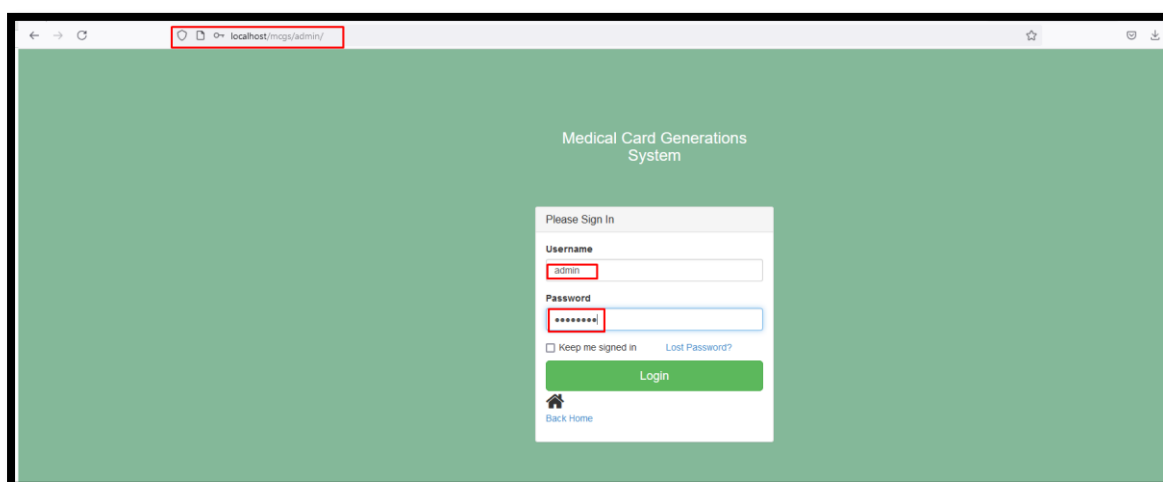 localhost/mcgs/admin/
Medical Card Generations
System
Please Sign In
Username
admin
Password
••••••••
Keep me signed in Lost Password?
Login
Back Home